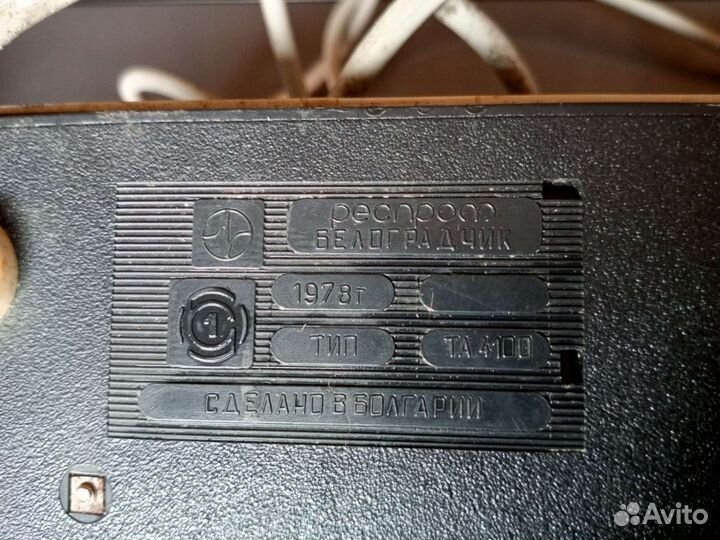 РЕСПРОМ
БЕЛОГРАДЧИК
1978г
1
ТИП
ТА 4100
СДЕЛАНО В БОЛГАРИИ
Avito